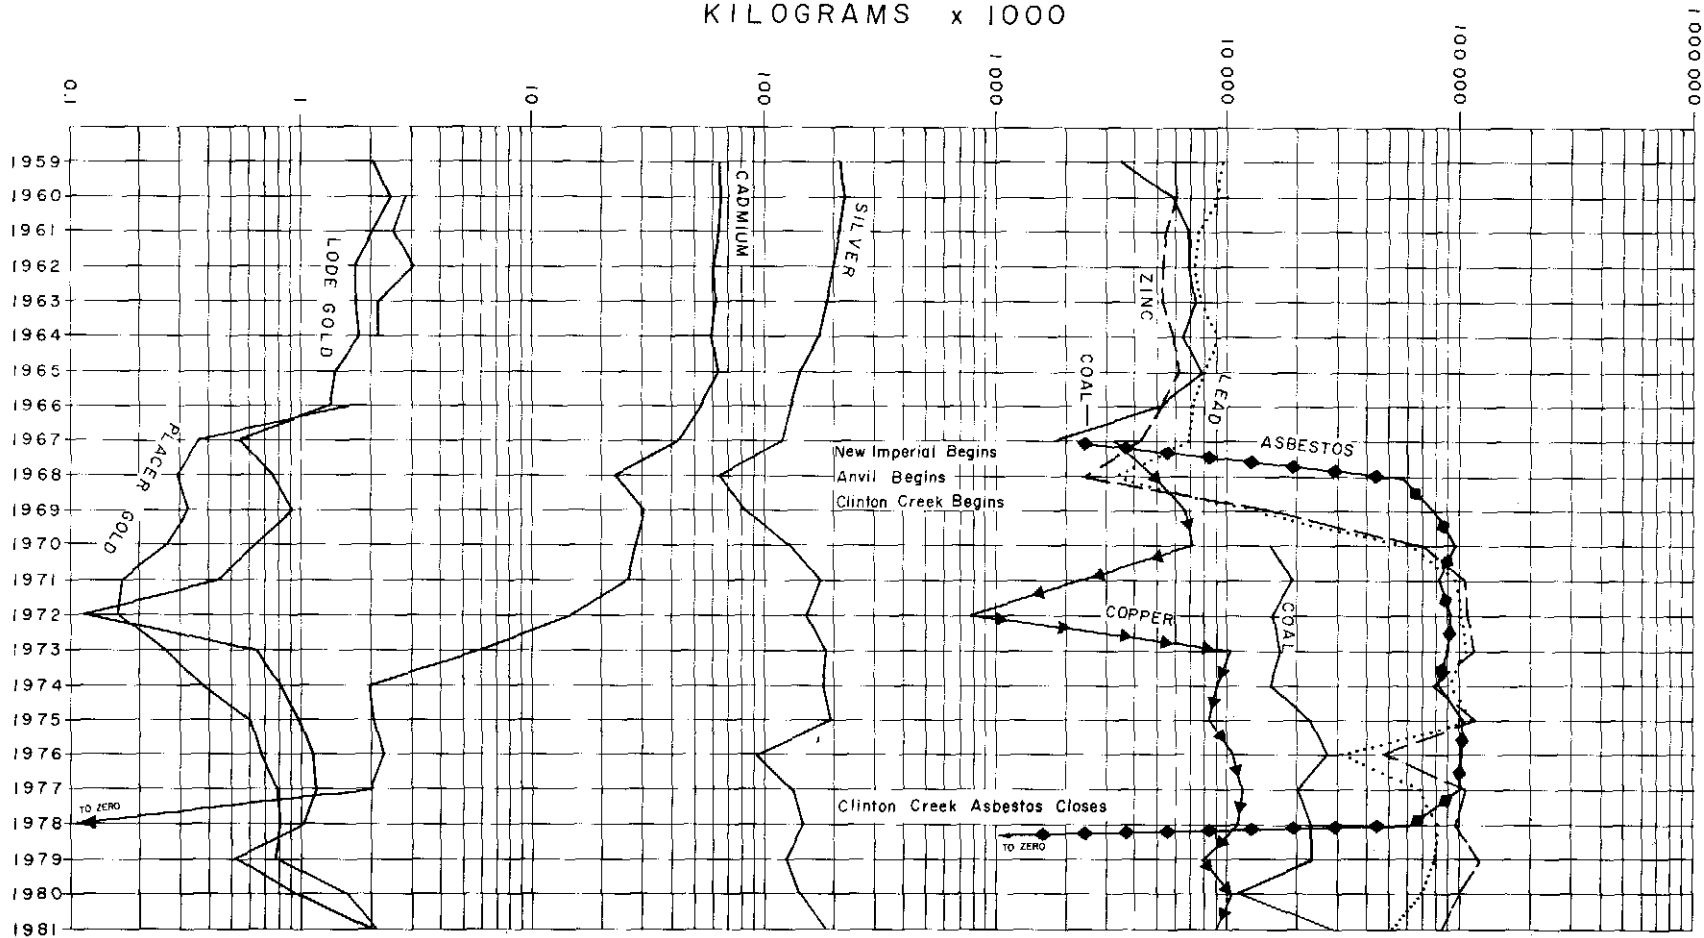 KILOGRAMS x 1000
0.1
1
10
100
1000
10 000
100 000
1 000 000
1959
1960
1961
1962
1963
1964
1965
1966
1967
1968
1969
1970
1971
1972
1973
1974
1975
1976
1977
1978
1979
1980
1981
LODE GOLD
PLACER GOLD
CADMIUM
SILVER
ZINC
COAL
LEAD
ASBESTOS
New Imperial Begins
Anvil Begins
Clinton Creek Begins
COPPER
COAL
Clinton Creek Asbestos Closes
TO ZERO
TO ZERO